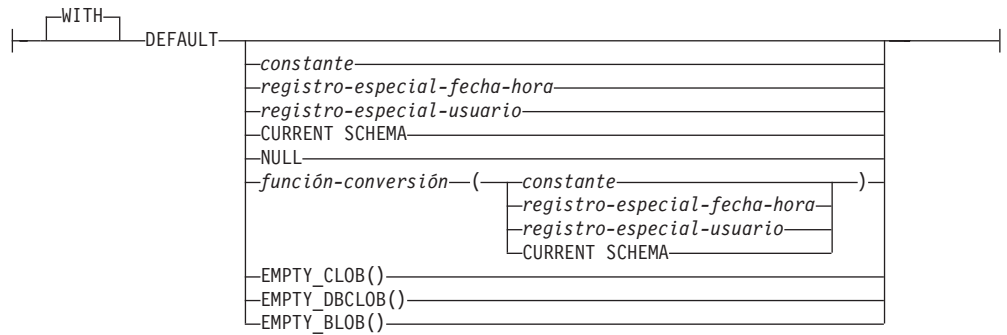 WITH
DEFAULT
constante
registro-especial-fecha-hora
registro-especial-usuario
CURRENT SCHEMA
NULL
función-conversión ( constante )
registro-especial-fecha-hora
registro-especial-usuario
CURRENT SCHEMA
EMPTY_CLOB()
EMPTY_DBCLOB()
EMPTY_BLOB()